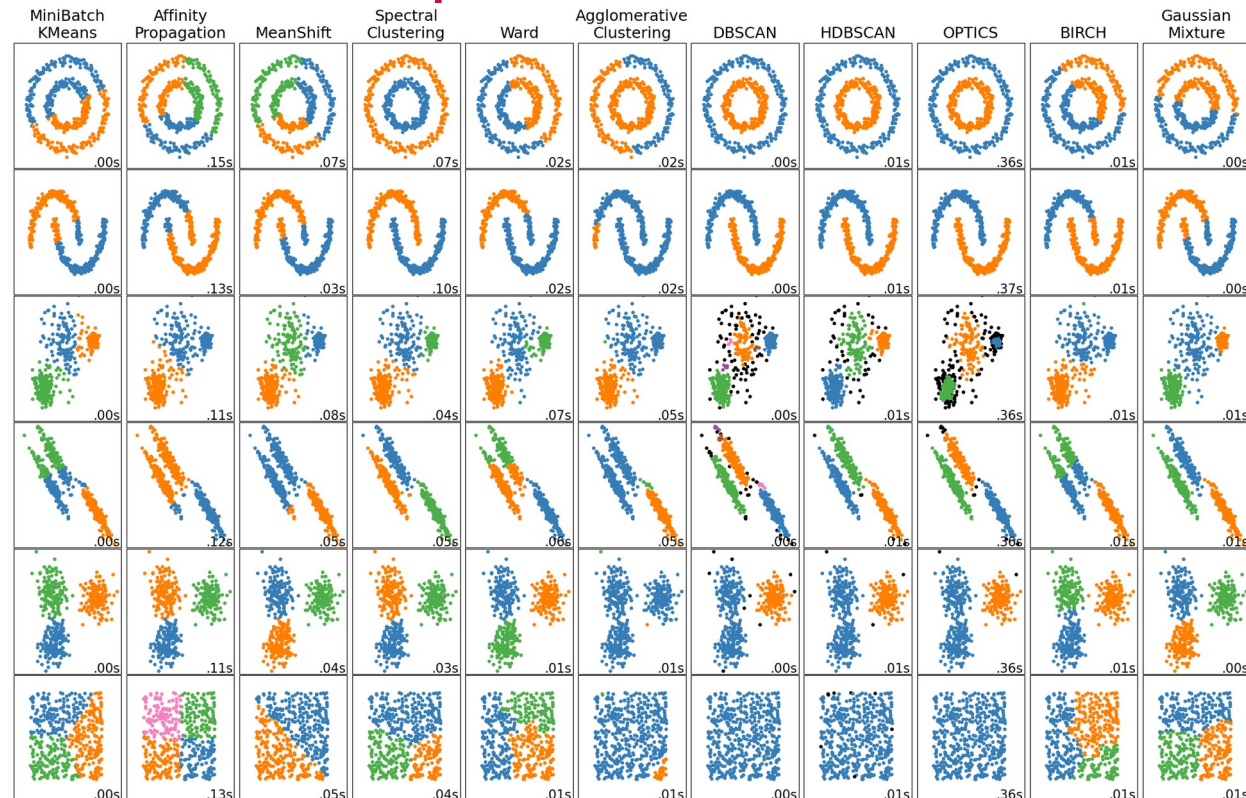 MiniBatch KMeans
Affinity Propagation
MeanShift
Spectral Clustering
Ward
Agglomerative Clustering
DBSCAN
HDBSCAN
OPTICS
BIRCH
Gaussian Mixture
.00s .15s .07s .07s .02s .02s .00s .01s .36s .01s .00s
.00s .13s .03s .10s .02s .02s .00s .01s .37s .01s .00s
.00s .11s .08s .04s .07s .05s .00s .01s .36s .01s .01s
.00s .12s .05s .05s .06s .05s .00s .01s .36s .01s .01s
.00s .11s .04s .03s .01s .01s .00s .01s .36s .01s .00s
.00s .13s .05s .04s .01s .01s .00s .01s .36s .01s .01s